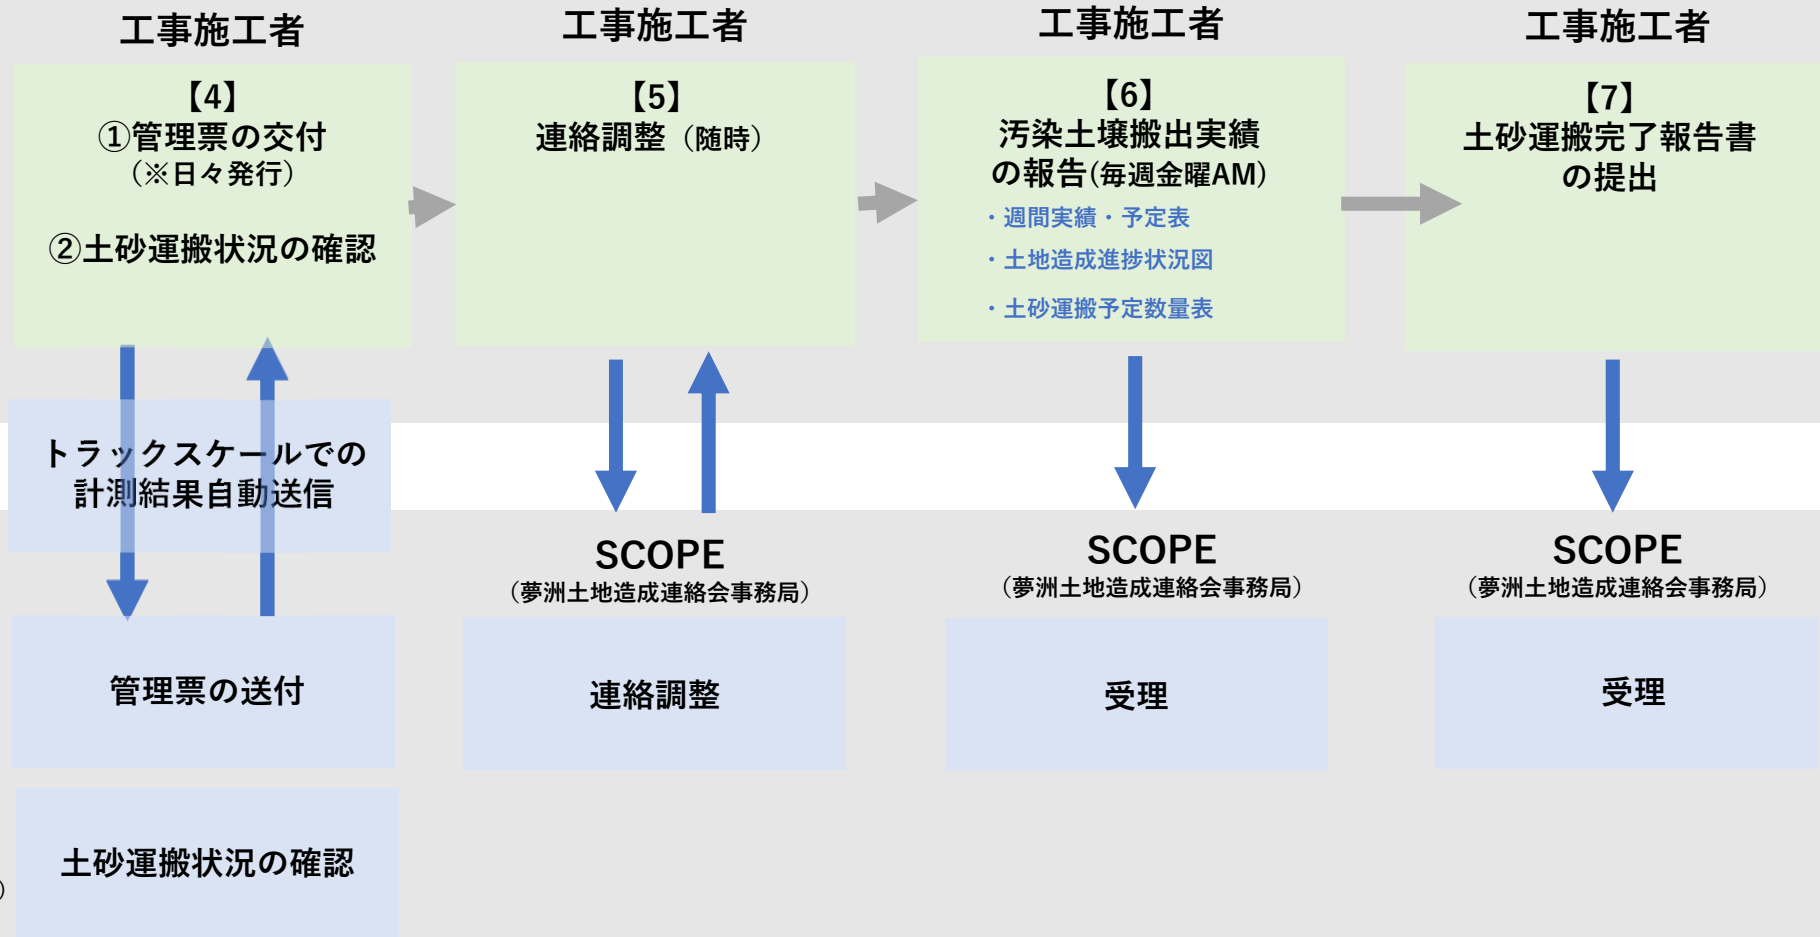 工事施工者
【4】
①管理票の交付
(※日々発行)
②土砂運搬状況の確認
トラックスケールでの
計測結果自動送信
管理票の送付
土砂運搬状況の確認
)
工事施工者
【5】
連絡調整(随時)
SCOPE
(夢洲土地造成連絡会事務局)
連絡調整
工事施工者
【6】
汚染土壌搬出実績
の報告(毎週金曜AM)
・週間実績・予定表
・土地造成進捗状況図
・土砂運搬予定数量表
SCOPE
(夢洲土地造成連絡会事務局)
受理
工事施工者
【7】
土砂運搬完了報告書
の提出
SCOPE
(夢洲土地造成連絡会事務局)
受理